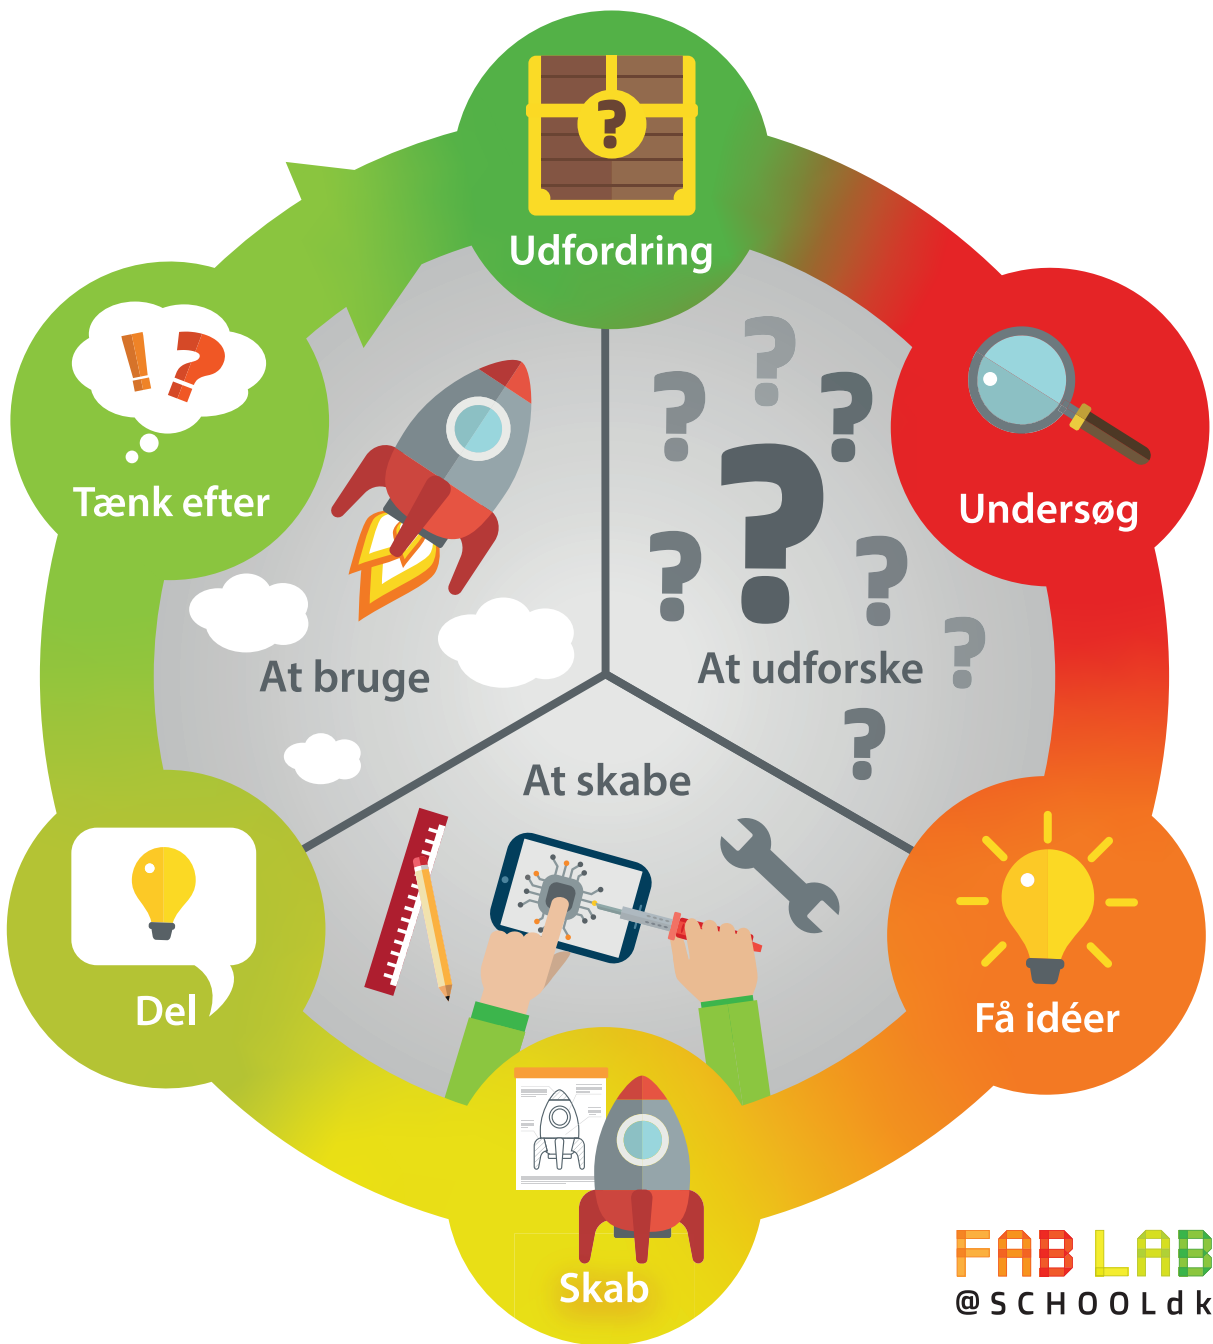 Udfordring
Undersøg
Få idéer
Skab
Del
Tænk efter
At bruge
At udforske
At skabe
FAB LAB
@SCHOOLdk